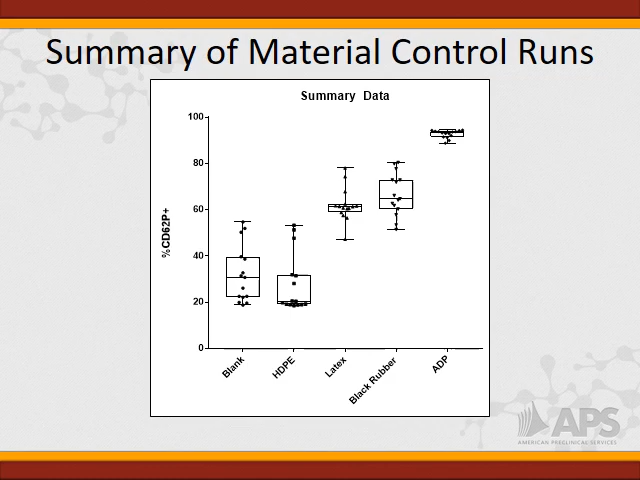 Summary of Material Control Runs
Summary Data
100
80
60
40
20
0
%CD62P+
Blank
HDPE
Latex
Black Rubber
ADP
APS
AMERICAN PRECLINICAL SERVICES